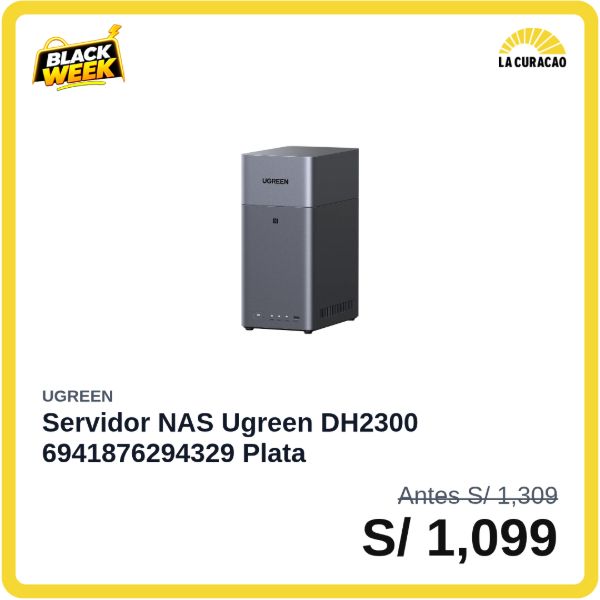 BLACK
WEEK
LA CURACAO
UGREEN
UGREEN
Servidor NAS Ugreen DH2300
6941876294329 Plata
Antes S/ 1,309
S/ 1,099